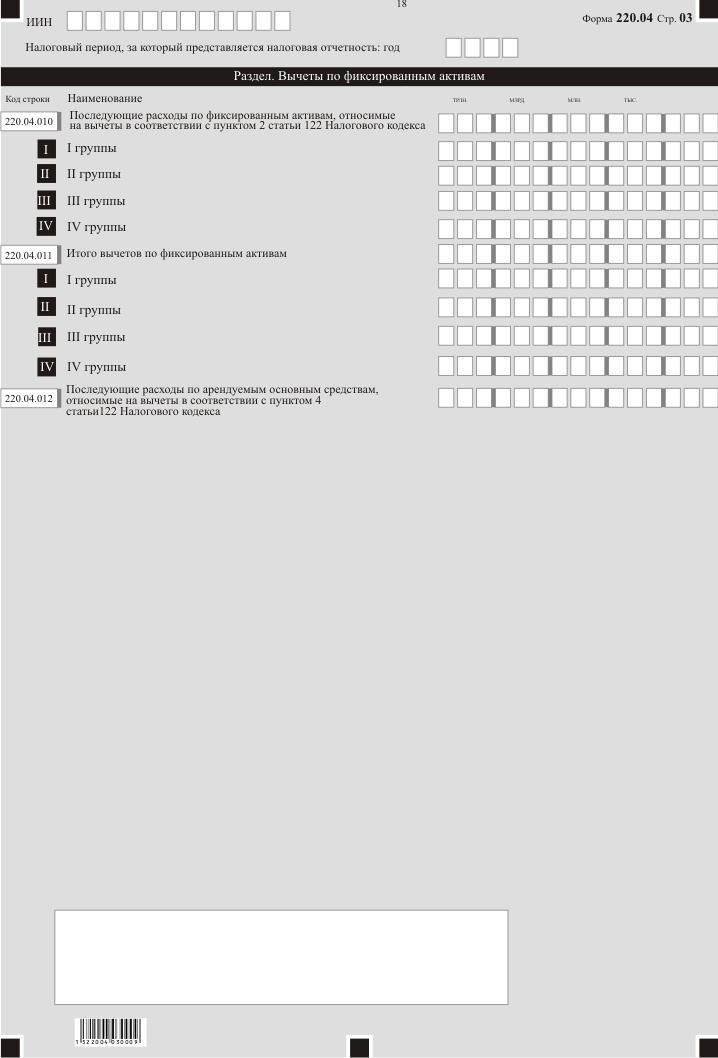 18
ИИН
Форма 220.04 Стр. 03
Налоговый период, за который представляется налоговая отчетность: год
Раздел. Вычеты по фиксированным активам
Код строки Наименование ТРЛН. МЛРД. МЛН. ТЫС.
220.04.010 Последующие расходы по фиксированным активам, относимые
на вычеты в соответствии с пунктом 2 статьи 122 Налогового кодекса
I I группы
II II группы
III III группы
IV IV группы
220.04.011 Итого вычетов по фиксированным активам
I I группы
II II группы
III III группы
IV IV группы
220.04.012 Последующие расходы по арендуемым основным средствам,
относимые на вычеты в соответствии с пунктом 4
статьи122 Налогового кодекса
1 522004 030009